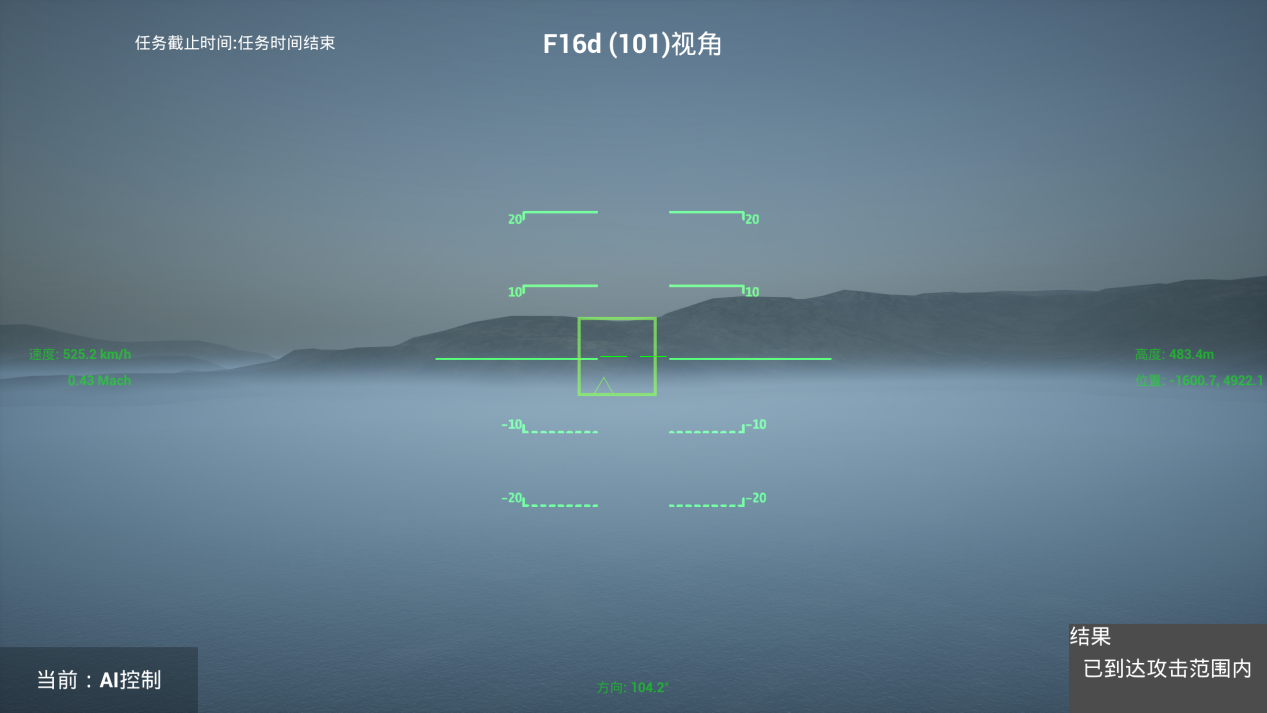 任务截止时间:任务时间结束
F16d (101)视角
20 20
10 10
速度: 525.2 km/h
高度: 483.4m
0.43 Mach
位置: -1600.7, 4922.1
-10 -10
-20 -20
结果
已到达攻击范围内
当前：AI控制
方向: 104.2°